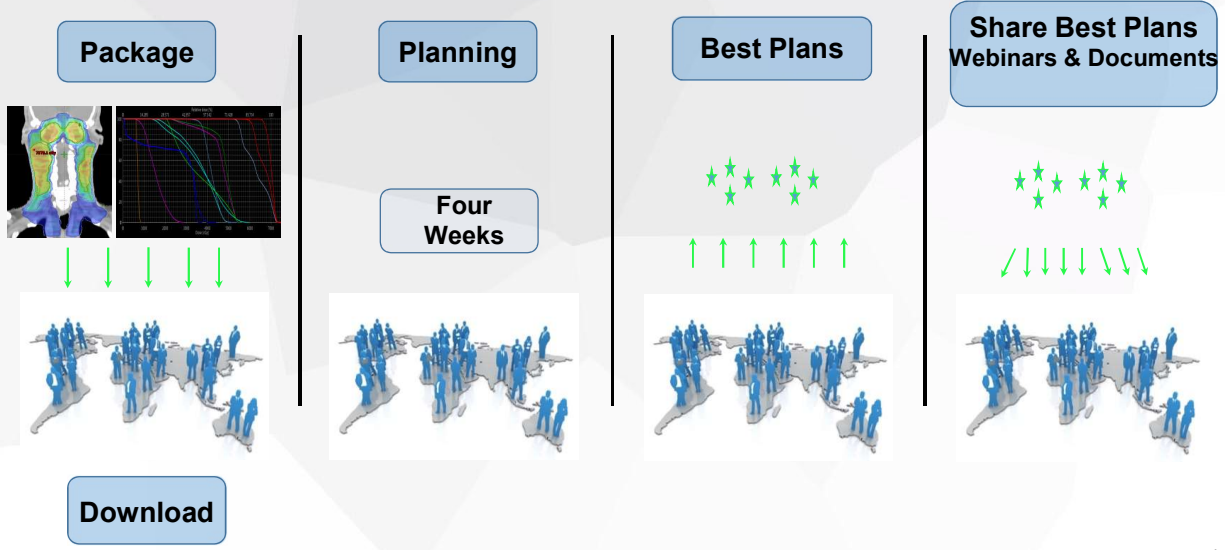 Package
Planning
Best Plans
Share Best Plans
Webinars & Documents
Four
Weeks
Download